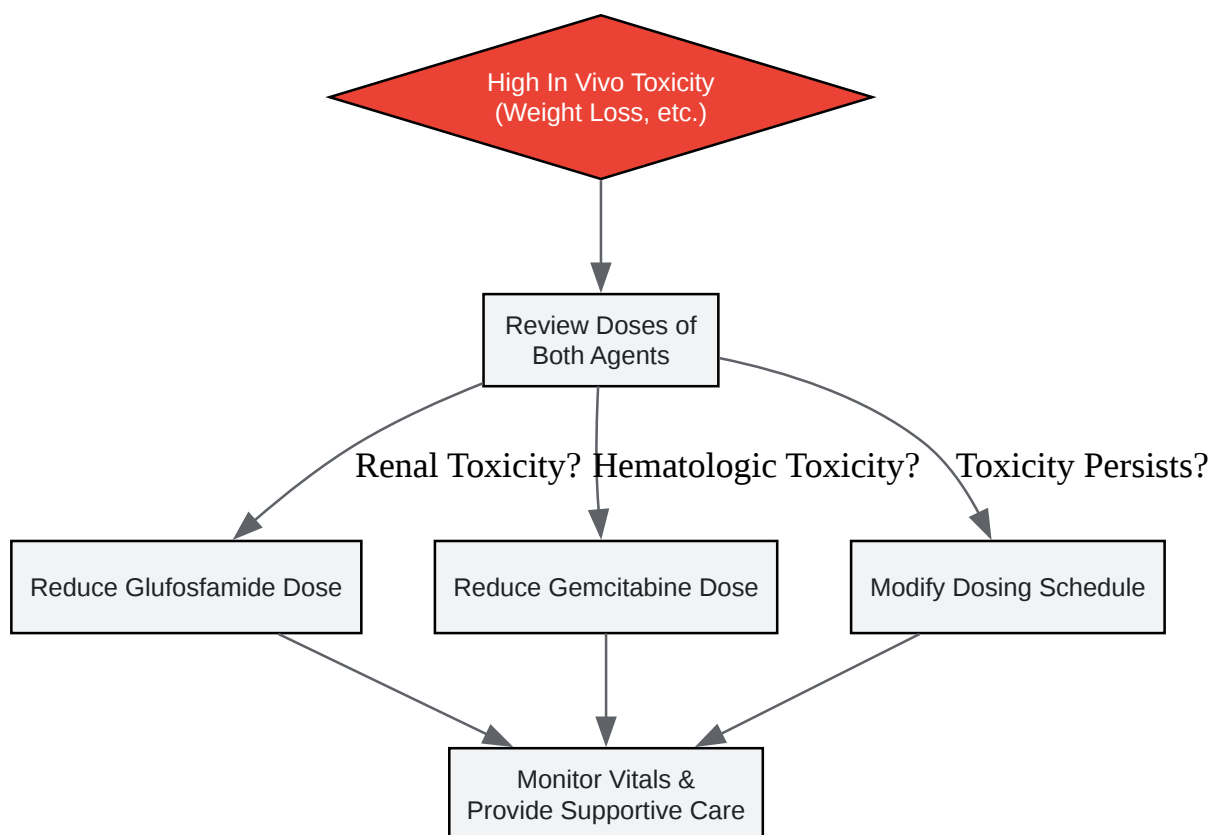 High In Vivo Toxicity
(Weight Loss, etc.)
Review Doses of
Both Agents
Renal Toxicity?
Hematologic Toxicity?
Toxicity Persists?
Reduce Glufosfamide Dose
Reduce Gemcitabine Dose
Modify Dosing Schedule
Monitor Vitals &
Provide Supportive Care